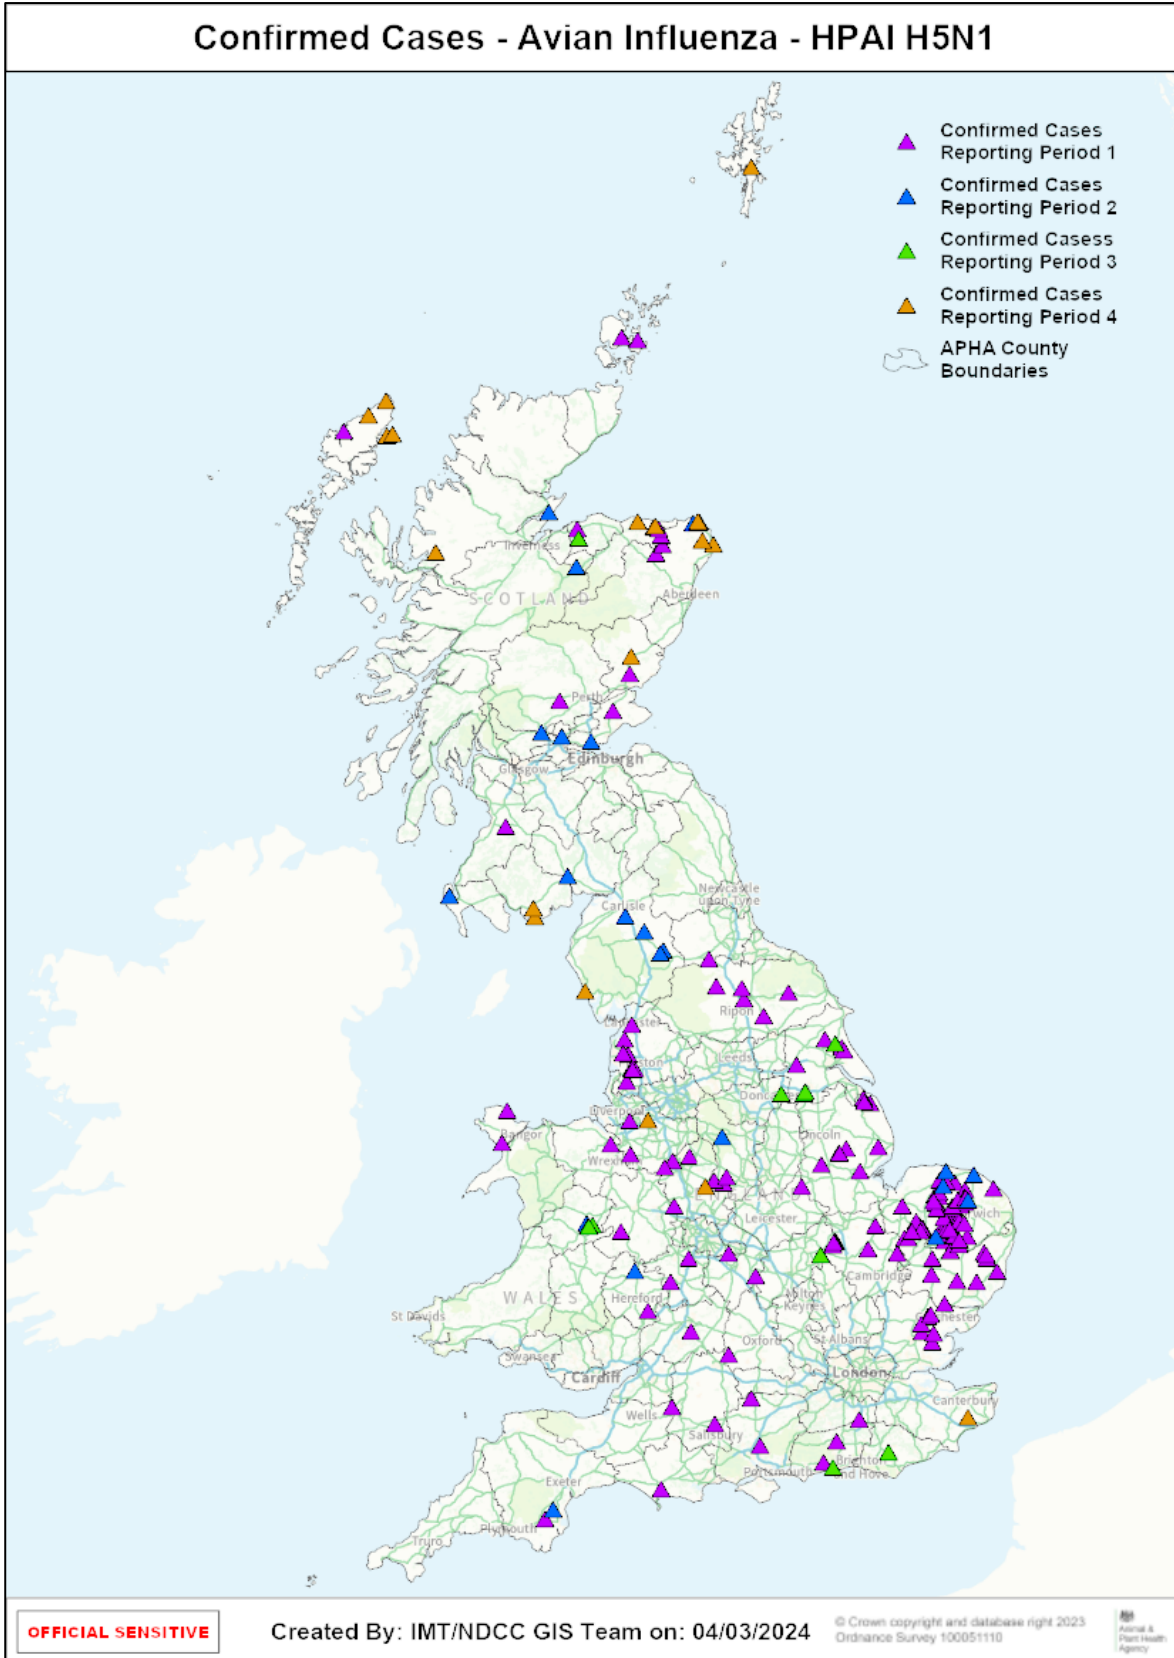 Confirmed Cases - Avian Influenza - HPAI H5N1
Confirmed Cases
Reporting Period 1
Confirmed Cases
Reporting Period 2
Confirmed Casess
Reporting Period 3
Confirmed Cases
Reporting Period 4
APHA County
Boundaries
Inverness
SCOTLAND
Aberdeen
Perth
Edinburgh
Glasgow
Newcastle
upon Tyne
Carlisle
Ripon
Leeds
Liverpool
Bangor
Lincoln
Leicester
Cambridge
WALES
Hereford
Milton
Keynes
St Davids
Oxford
St Albans
Swansea
Cardiff
London
Canterbury
Wells
Salisbury
Portsmouth
Brighton
and Hove
Exeter
Plymouth
Truro
OFFICIAL SENSITIVE
Created By: IMT/NDCC GIS Team on: 04/03/2024
© Crown copyright and database right 2023
Ordnance Survey 100051110
Animal &
Plant Health
Agency